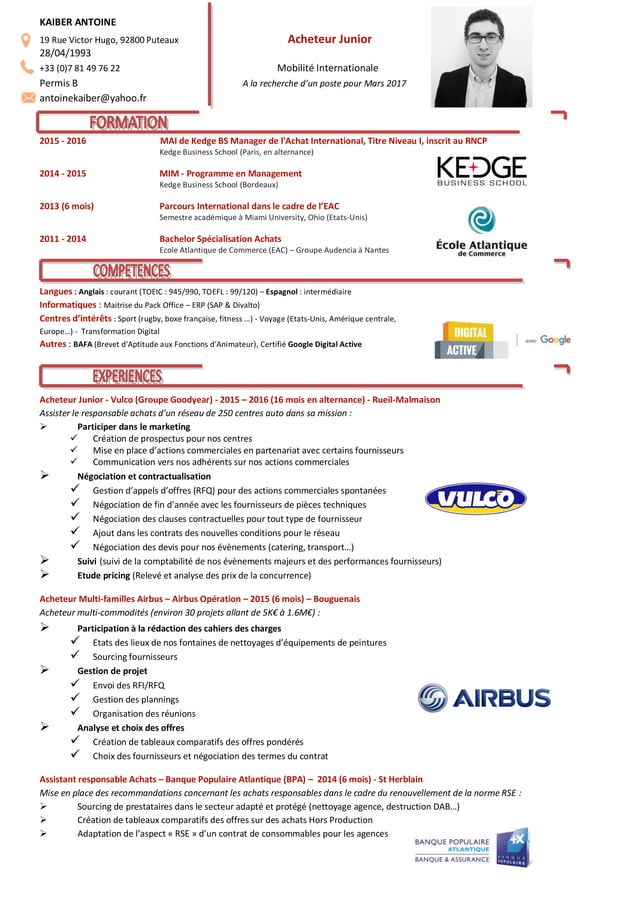 KAIBER ANTOINE
19 Rue Victor Hugo, 92800 Puteaux
28/04/1993
+33 (0)7 81 49 76 22
Permis B
antoinekaiber@yahoo.fr
Acheteur Junior
Mobilité Internationale
A la recherche d'un poste pour Mars 2017
FORMATION
2015 - 2016 MAI de Kedge BS Manager de l'Achat International, Titre Niveau I, inscrit au RNCP
Kedge Business School (Paris, en alternance)
2014 - 2015 MIM - Programme en Management
Kedge Business School (Bordeaux)
KEDGE
BUSINESS SCHOOL
2013 (6 mois) Parcours International dans le cadre de l'EAC
Semestre académique à Miami University, Ohio (Etats-Unis)
2011 - 2014 Bachelor Spécialisation Achats
Ecole Atlantique de Commerce (EAC) – Groupe Audencia à Nantes
École Atlantique
de Commerce
COMPETENCES
Langues : Anglais : courant (TOEIC : 945/990, TOEFL : 99/120) – Espagnol : intermédiaire
Informatiques : Maitrise du Pack Office – ERP (SAP & Divalto)
Centres d'intérêts : Sport (rugby, boxe française, fitness …) - Voyage (Etats-Unis, Amérique centrale,
Europe…) - Transformation Digital
Autres : BAFA (Brevet d'Aptitude aux Fonctions d'Animateur), Certifié Google Digital Active
DIGITAL
ACTIVE
avec Google
EXPERIENCES
Acheteur Junior - Vulco (Groupe Goodyear) - 2015 – 2016 (16 mois en alternance) - Rueil-Malmaison
Assister le responsable achats d'un réseau de 250 centres auto dans sa mission :
➢ Participer dans le marketing
✓ Création de prospectus pour nos centres
✓ Mise en place d'actions commerciales en partenariat avec certains fournisseurs
✓ Communication vers nos adhérents sur nos actions commerciales
➢ Négociation et contractualisation
✓ Gestion d'appels d'offres (RFQ) pour des actions commerciales spontanées
✓ Négociation de fin d'année avec les fournisseurs de pièces techniques
✓ Négociation des clauses contractuelles pour tout type de fournisseur
✓ Ajout dans les contrats des nouvelles conditions pour le réseau
✓ Négociation des devis pour nos évènements (catering, transport…)
➢ Suivi (suivi de la comptabilité de nos évènements majeurs et des performances fournisseurs)
➢ Etude pricing (Relevé et analyse des prix de la concurrence)
VULCO
Acheteur Multi-familles Airbus – Airbus Opération – 2015 (6 mois) – Bouguenais
Acheteur multi-commodités (environ 30 projets allant de 5K€ à 1.6M€) :
➢ Participation à la rédaction des cahiers des charges
✓ Etats des lieux de nos fontaines de nettoyages d'équipements de peintures
✓ Sourcing fournisseurs
➢ Gestion de projet
✓ Envoi des RFI/RFQ
✓ Gestion des plannings
✓ Organisation des réunions
➢ Analyse et choix des offres
✓ Création de tableaux comparatifs des offres pondérés
✓ Choix des fournisseurs et négociation des termes du contrat
AIRBUS
Assistant responsable Achats – Banque Populaire Atlantique (BPA) – 2014 (6 mois) - St Herblain
Mise en place des recommandations concernant les achats responsables dans le cadre du renouvellement de la norme RSE :
➢ Sourcing de prestataires dans le secteur adapté et protégé (nettoyage agence, destruction DAB…)
➢ Création de tableaux comparatifs des offres sur des achats Hors Production
➢ Adaptation de l'aspect « RSE » d'un contrat de consommables pour les agences
BANQUE POPULAIRE
ATLANTIQUE
BANQUE & ASSURANCE
BANQUE
POPULAIRE